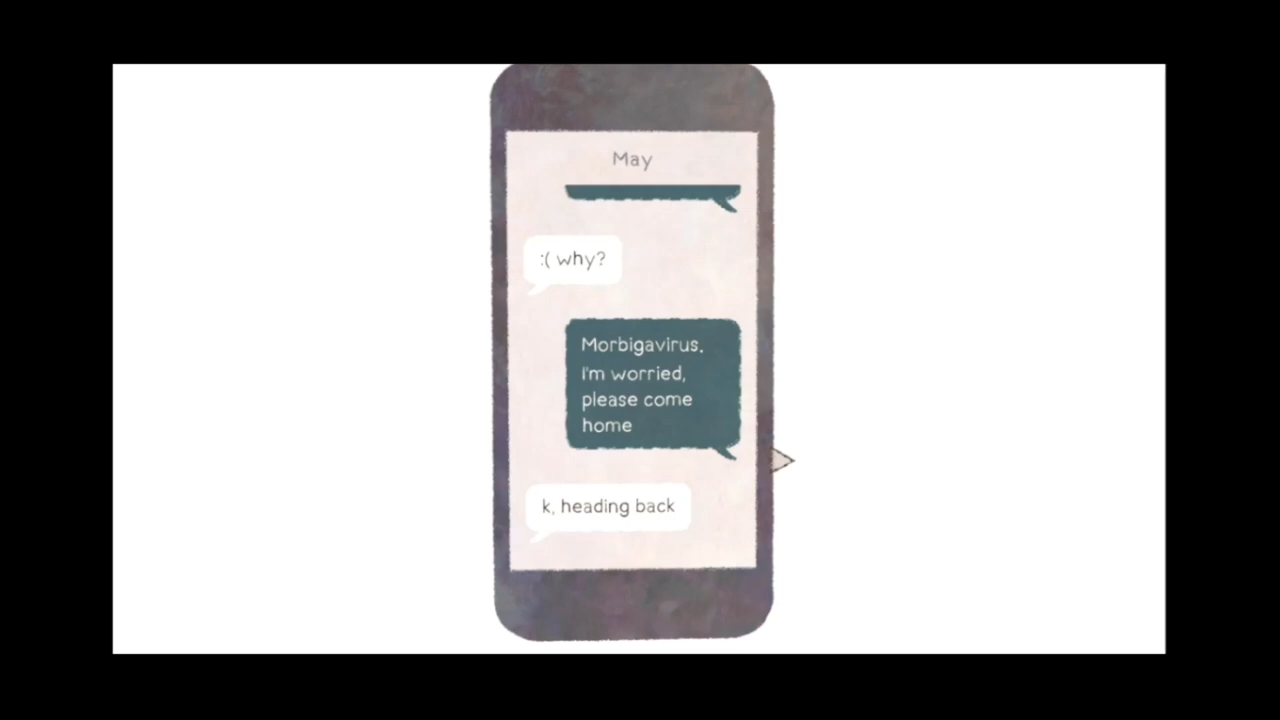 May
:( why?
Morbigavirus.
I'm worried,
please come
home
k, heading back